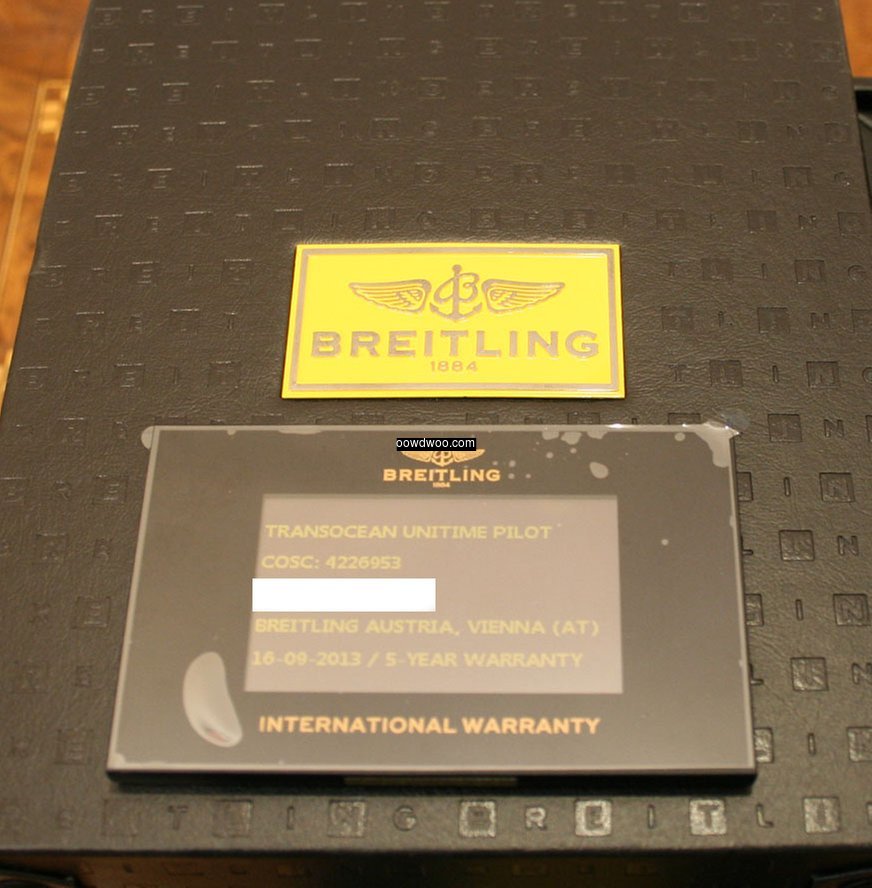 BREITLING
1884
oowdwoo.com
BREITLING
1884
TRANSOCEAN UNITIME PILOT
COSC: 4226953
BREITLING AUSTRIA, VIENNA (AT)
16-09-2013 / 5-YEAR WARRANTY
INTERNATIONAL WARRANTY
BREITLINGBREITLI